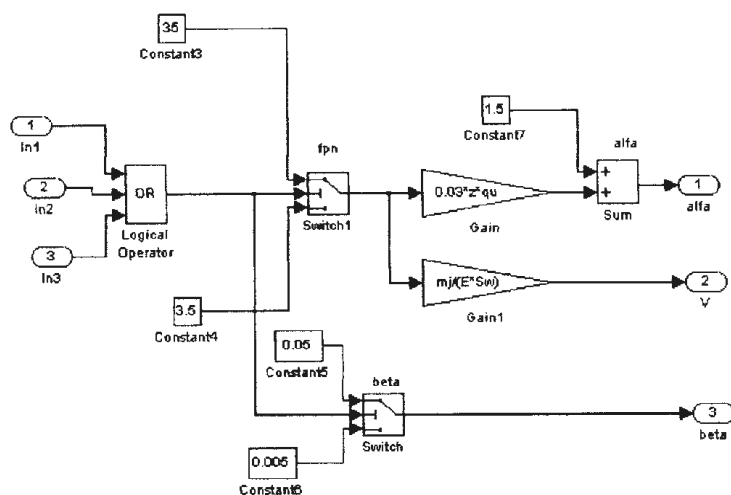 35
Constant3
1
In1
2
In2
3
In3
OR
Logical
Operator
fpn
Switch1
0.03*z*qu
Gain
1.5
Constant7
alfa
+
+
Sum
1
alfa
mj/(E*Sw)
Gain1
2
V
3.5
Constant4
0.05
Constant5
beta
Switch
0.005
Constant6
3
beta